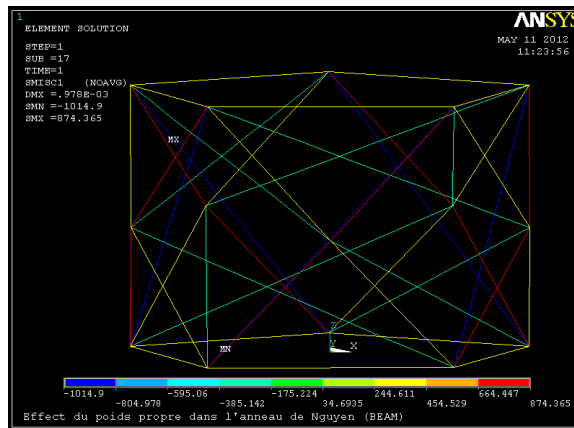 1
ANSYS
ELEMENT SOLUTION
MAY 11 2012
11:23:56
STEP=1
SUB =17
TIME=1
SMISC1 (NOAVG)
DMX =.978E-03
SMN =-1014.9
SMX =874.365
MX
Z
Y X
MN
-1014.9 -804.978 -595.06 -385.142 -175.224 34.6935 244.611 454.529 664.447 874.365
Effect du poids propre dans l'anneau de Nguyen (BEAM)